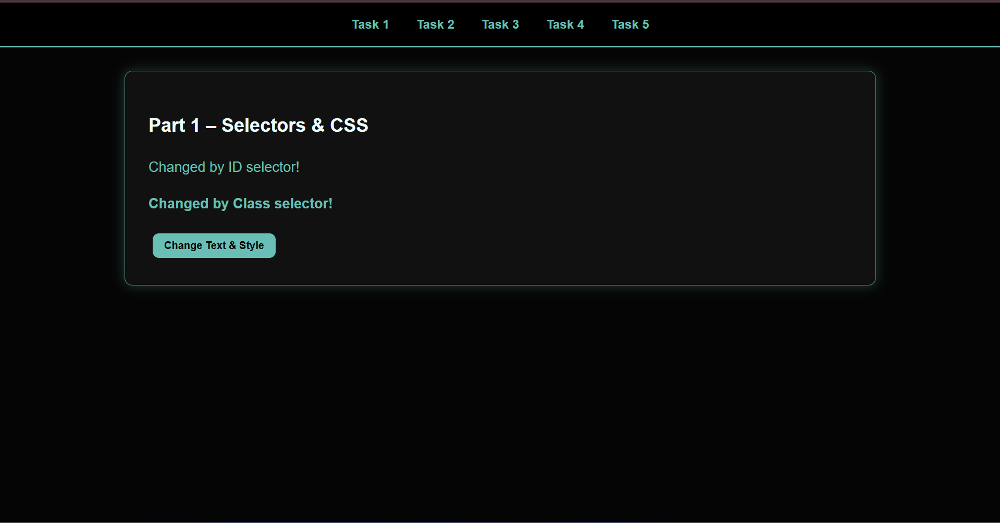 Task 1 Task 2 Task 3 Task 4 Task 5
Part 1 – Selectors & CSS
Changed by ID selector!
Changed by Class selector!
Change Text & Style